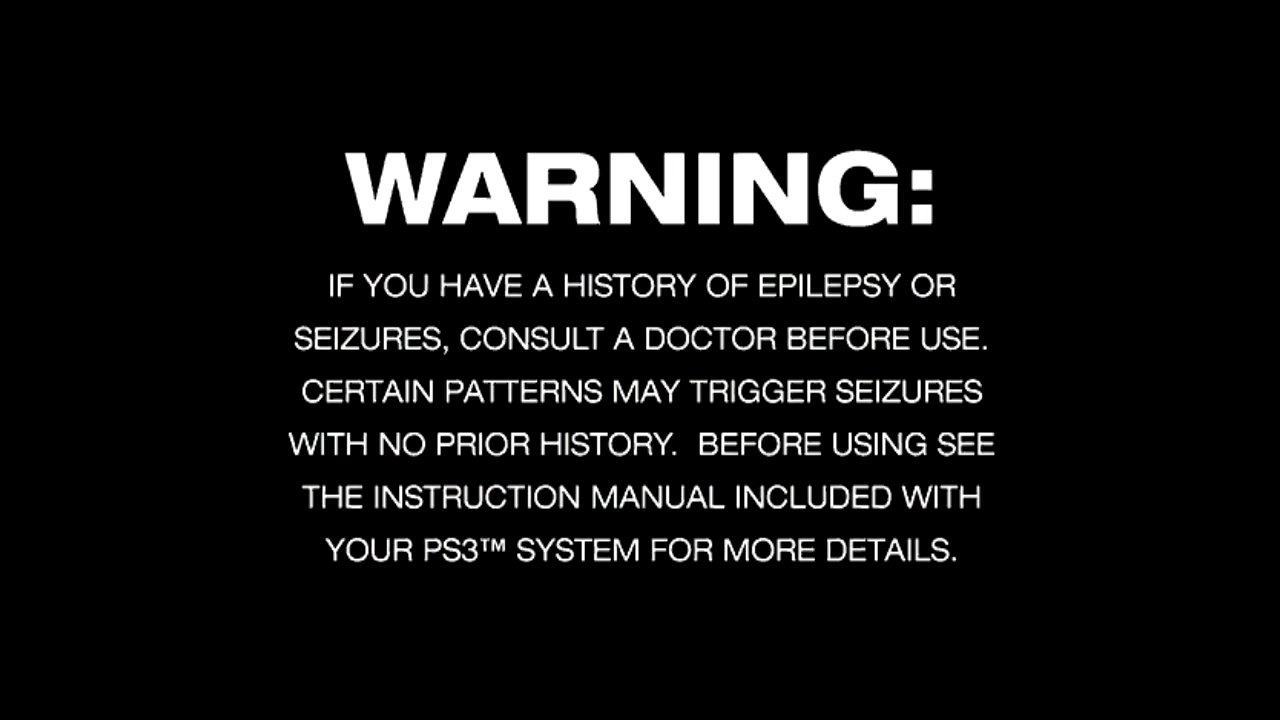 WARNING:
IF YOU HAVE A HISTORY OF EPILEPSY OR
SEIZURES, CONSULT A DOCTOR BEFORE USE.
CERTAIN PATTERNS MAY TRIGGER SEIZURES
WITH NO PRIOR HISTORY.  BEFORE USING SEE
THE INSTRUCTION MANUAL INCLUDED WITH
YOUR PS3™ SYSTEM FOR MORE DETAILS.